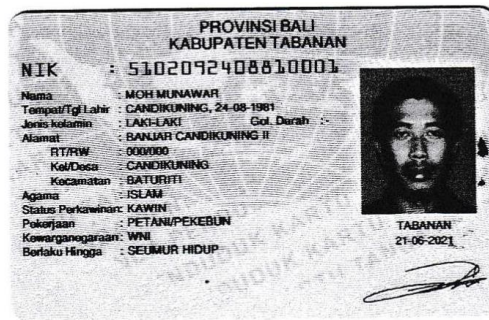 PROVINSI BALI
KABUPATEN TABANAN
NIK : 5102092408810001
Nama : MOH MUNAWAR
Tempat/Tgl Lahir : CANDIKUNING, 24-08-1981
Jenis kelamin : LAKI-LAKI Gol. Darah :-
Alamat : BANJAR CANDIKUNING II
RT/RW : 000/000
Kel/Desa : CANDIKUNING
Kecamatan : BATURITI
Agama : ISLAM
Status Perkawinan: KAWIN
Pekerjaan : PETANI/PEKEBUN
Kewarganegaraan: WNI
Berlaku Hingga : SEUMUR HIDUP
TABANAN
21-06-2021